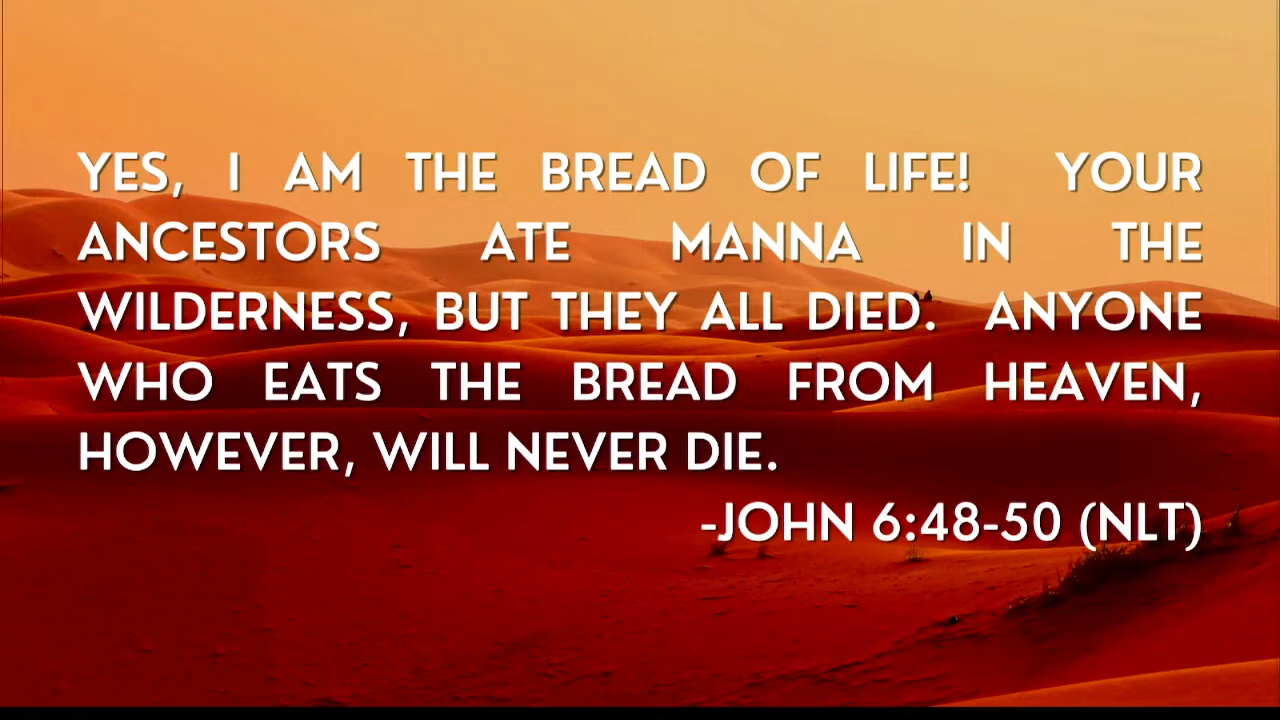 YES, I AM THE BREAD OF LIFE! YOUR
ANCESTORS ATE MANNA IN THE
WILDERNESS, BUT THEY ALL DIED. ANYONE
WHO EATS THE BREAD FROM HEAVEN,
HOWEVER, WILL NEVER DIE.
-JOHN 6:48-50 (NLT)